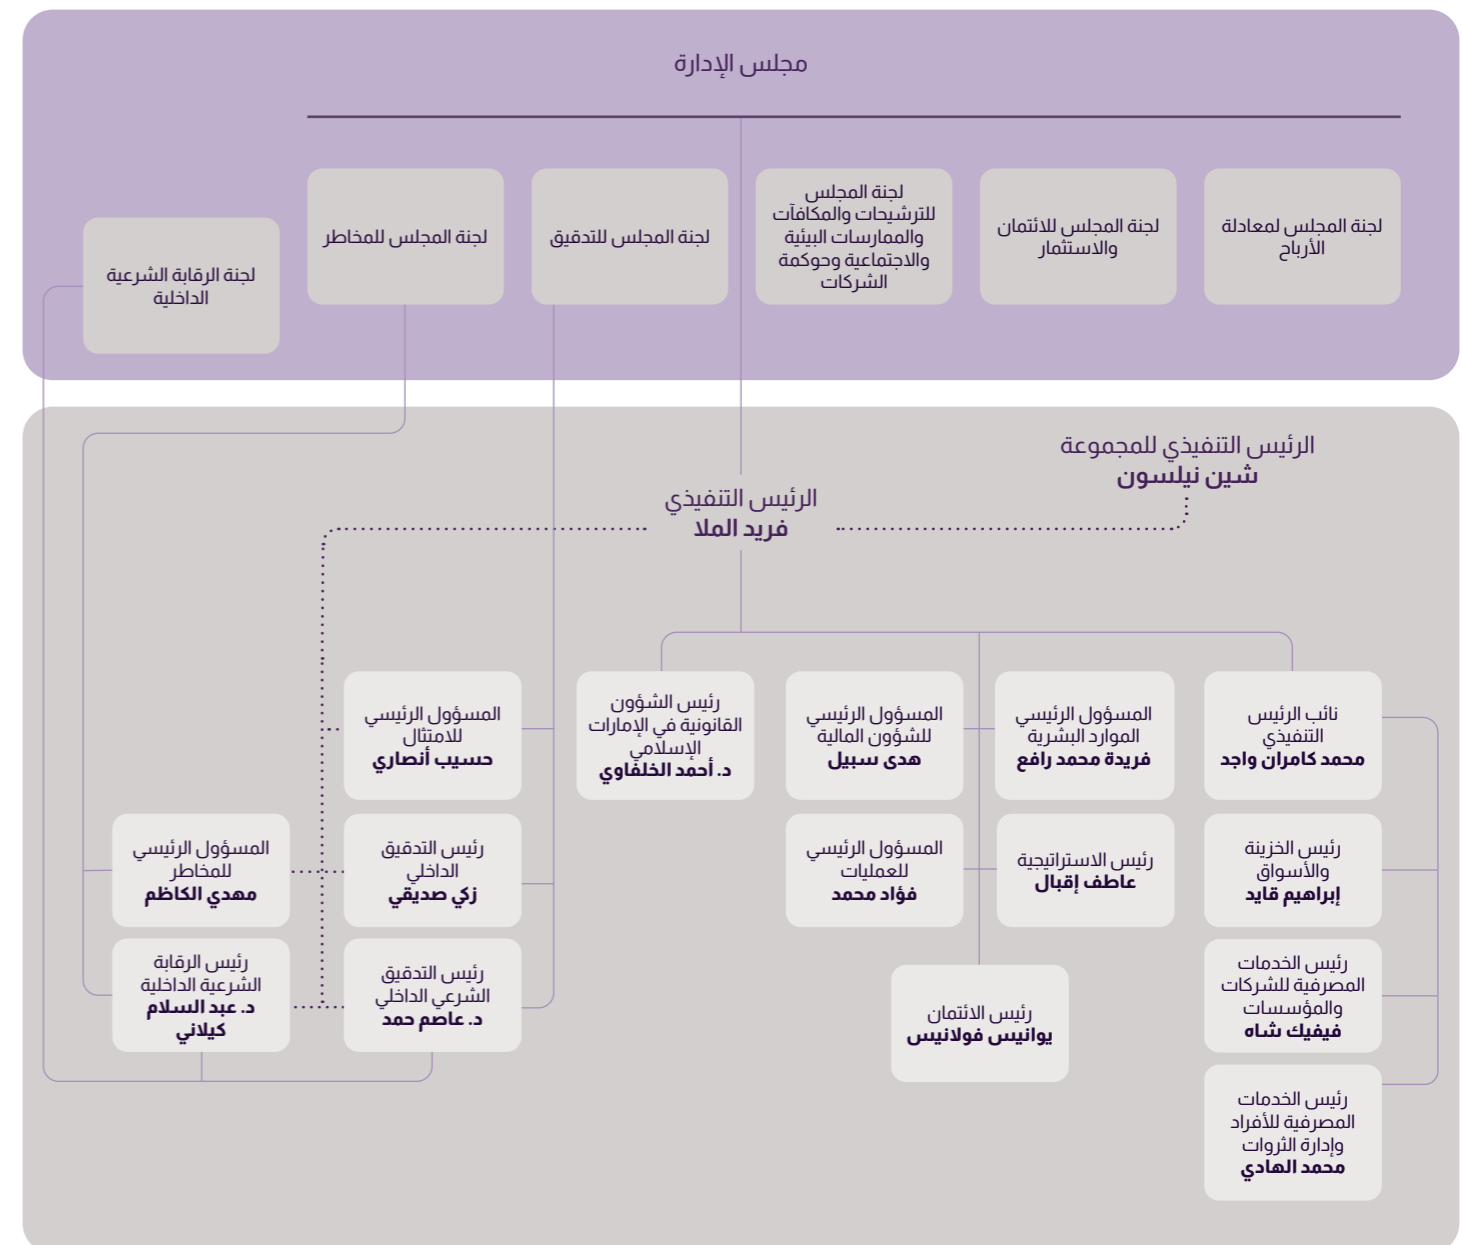 مجلس الإدارة
لجنة المجلس لمعادلة
الأرباح
لجنة المجلس للائتمان
والاستثمار
لجنة المجلس
للترشيحات والمكافآت
والممارسات البيئية
والاجتماعية وحوكمة
الشركات
لجنة المجلس للتدقيق
لجنة المجلس للمخاطر
لجنة الرقابة الشرعية
الداخلية
الرئيس التنفيذي للمجموعة
شين نيلسون
الرئيس التنفيذي
فريد الملا
نائب الرئيس
التنفيذي
محمد كامران واجد
المسؤول الرئيسي
الموارد البشرية
فريدة محمد رافع
المسؤول الرئيسي
للشؤون المالية
هدى سبيل
رئيس الشؤون
القانونية في الإمارات
الإسلامي
د. أحمد الخلفاوي
المسؤول الرئيسي
للامتثال
حسيب أنصاري
رئيس الخزينة
والأسواق
إبراهيم قايد
رئيس الاستراتيجية
عاطف إقبال
المسؤول الرئيسي
للعمليات
فؤاد محمد
رئيس التدقيق
الداخلي
زكي صديقي
المسؤول الرئيسي
للمخاطر
مهدي الكاظم
رئيس الخدمات
المصرفية للشركات
والمؤسسات
فيفيك شاه
رئيس الائتمان
يوانيس فولانيس
رئيس التدقيق
الشرعي الداخلي
د. عاصم حمد
رئيس الرقابة
الشرعية الداخلية
د. عبد السلام
كيلاني
رئيس الخدمات
المصرفية للأفراد
وإدارة الثروات
محمد الهادي